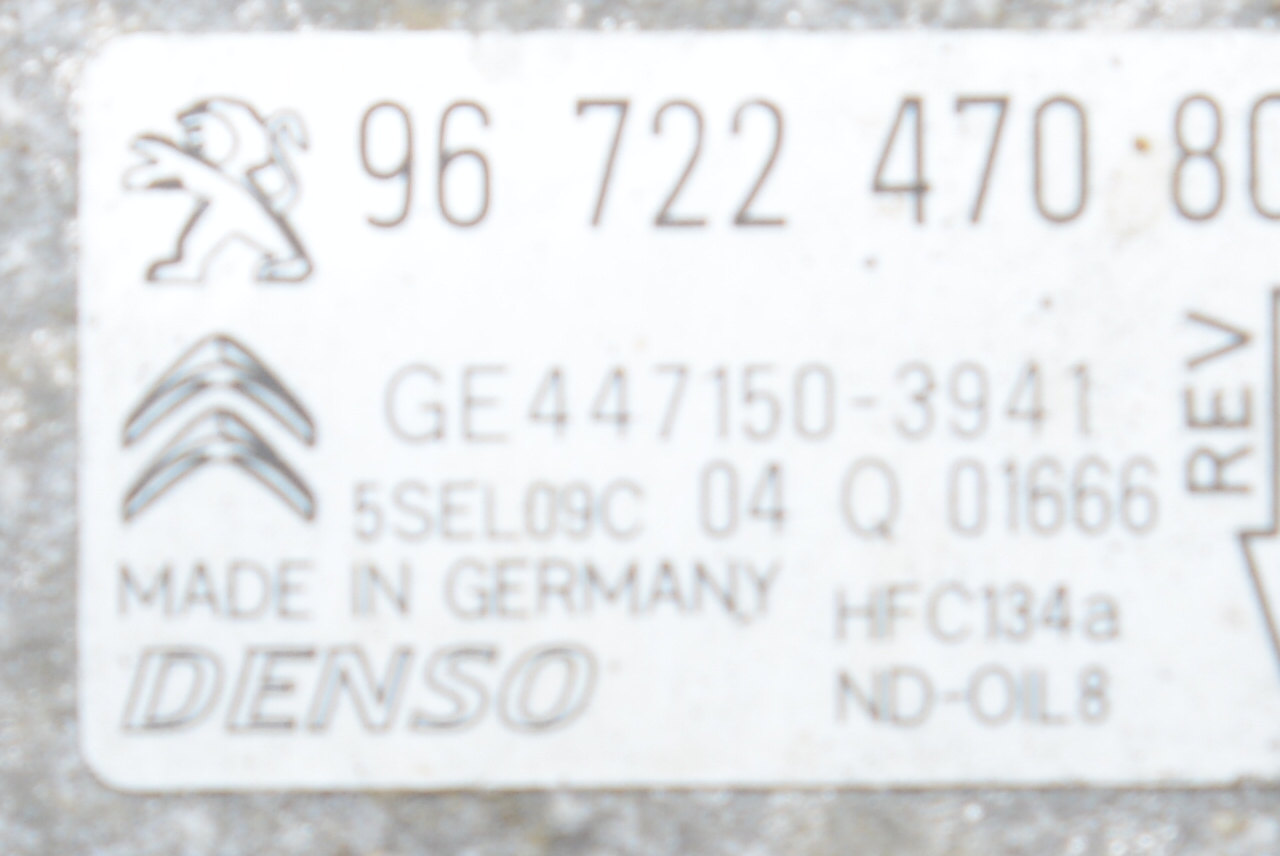 96 722 470 80
GE447150-3941
5SEL09C 04 Q 01666
MADE IN GERMANY
HFC134a
DENSO
ND-OIL8
REV